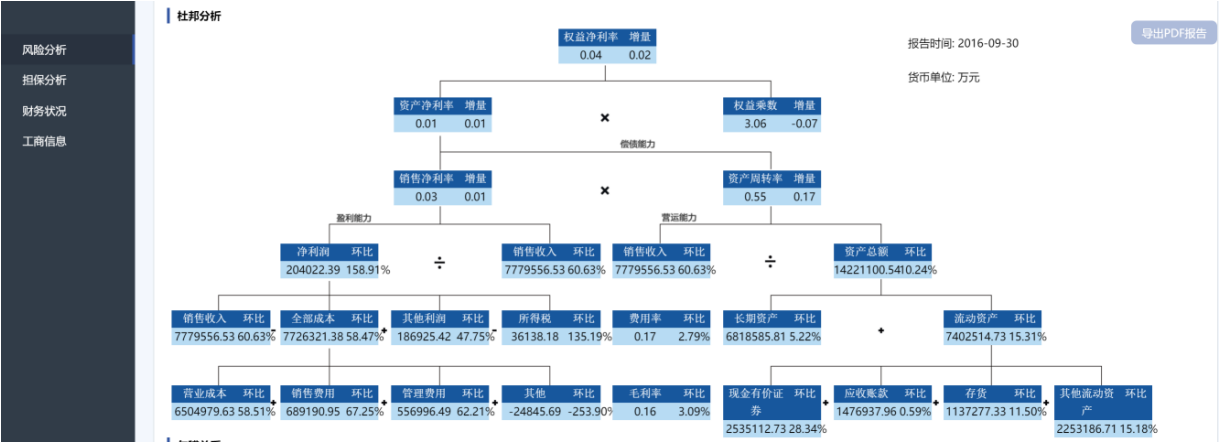 杜邦分析
导出PDF报告
报告时间: 2016-09-30
货币单位: 万元
风险分析
担保分析
财务状况
工商信息
权益净利率 增量
0.04 0.02
资产净利率 增量
0.01 0.01
×
权益乘数 增量
3.06 -0.07
偿债能力
销售净利率 增量
0.03 0.01
×
资产周转率 增量
0.55 0.17
盈利能力
营运能力
净利润 环比
204022.39 158.91%
÷
销售收入 环比
7779556.53 60.63%
销售收入 环比
7779556.53 60.63%
÷
资产总额 环比
14221100.5410.24%
销售收入 环比
7779556.53 60.63%
-
全部成本 环比
7726321.38 58.47%
+
其他利润 环比
186925.42 47.75%
-
所得税 环比
36138.18 135.19%
费用率 环比
0.17 2.79%
长期资产 环比
6818585.81 5.22%
+
流动资产 环比
7402514.73 15.31%
营业成本 环比
6504979.63 58.51%
+
销售费用 环比
689190.95 67.25%
+
管理费用 环比
556996.49 62.21%
+
其他 环比
-24845.69 -253.90%
毛利率 环比
0.16 3.09%
现金有价证 环比
券
2535112.73 28.34%
+
应收账款 环比
1476937.96 0.59%
+
存货 环比
1137277.33 11.50%
+
其他流动资 环比
产
2253186.71 15.18%